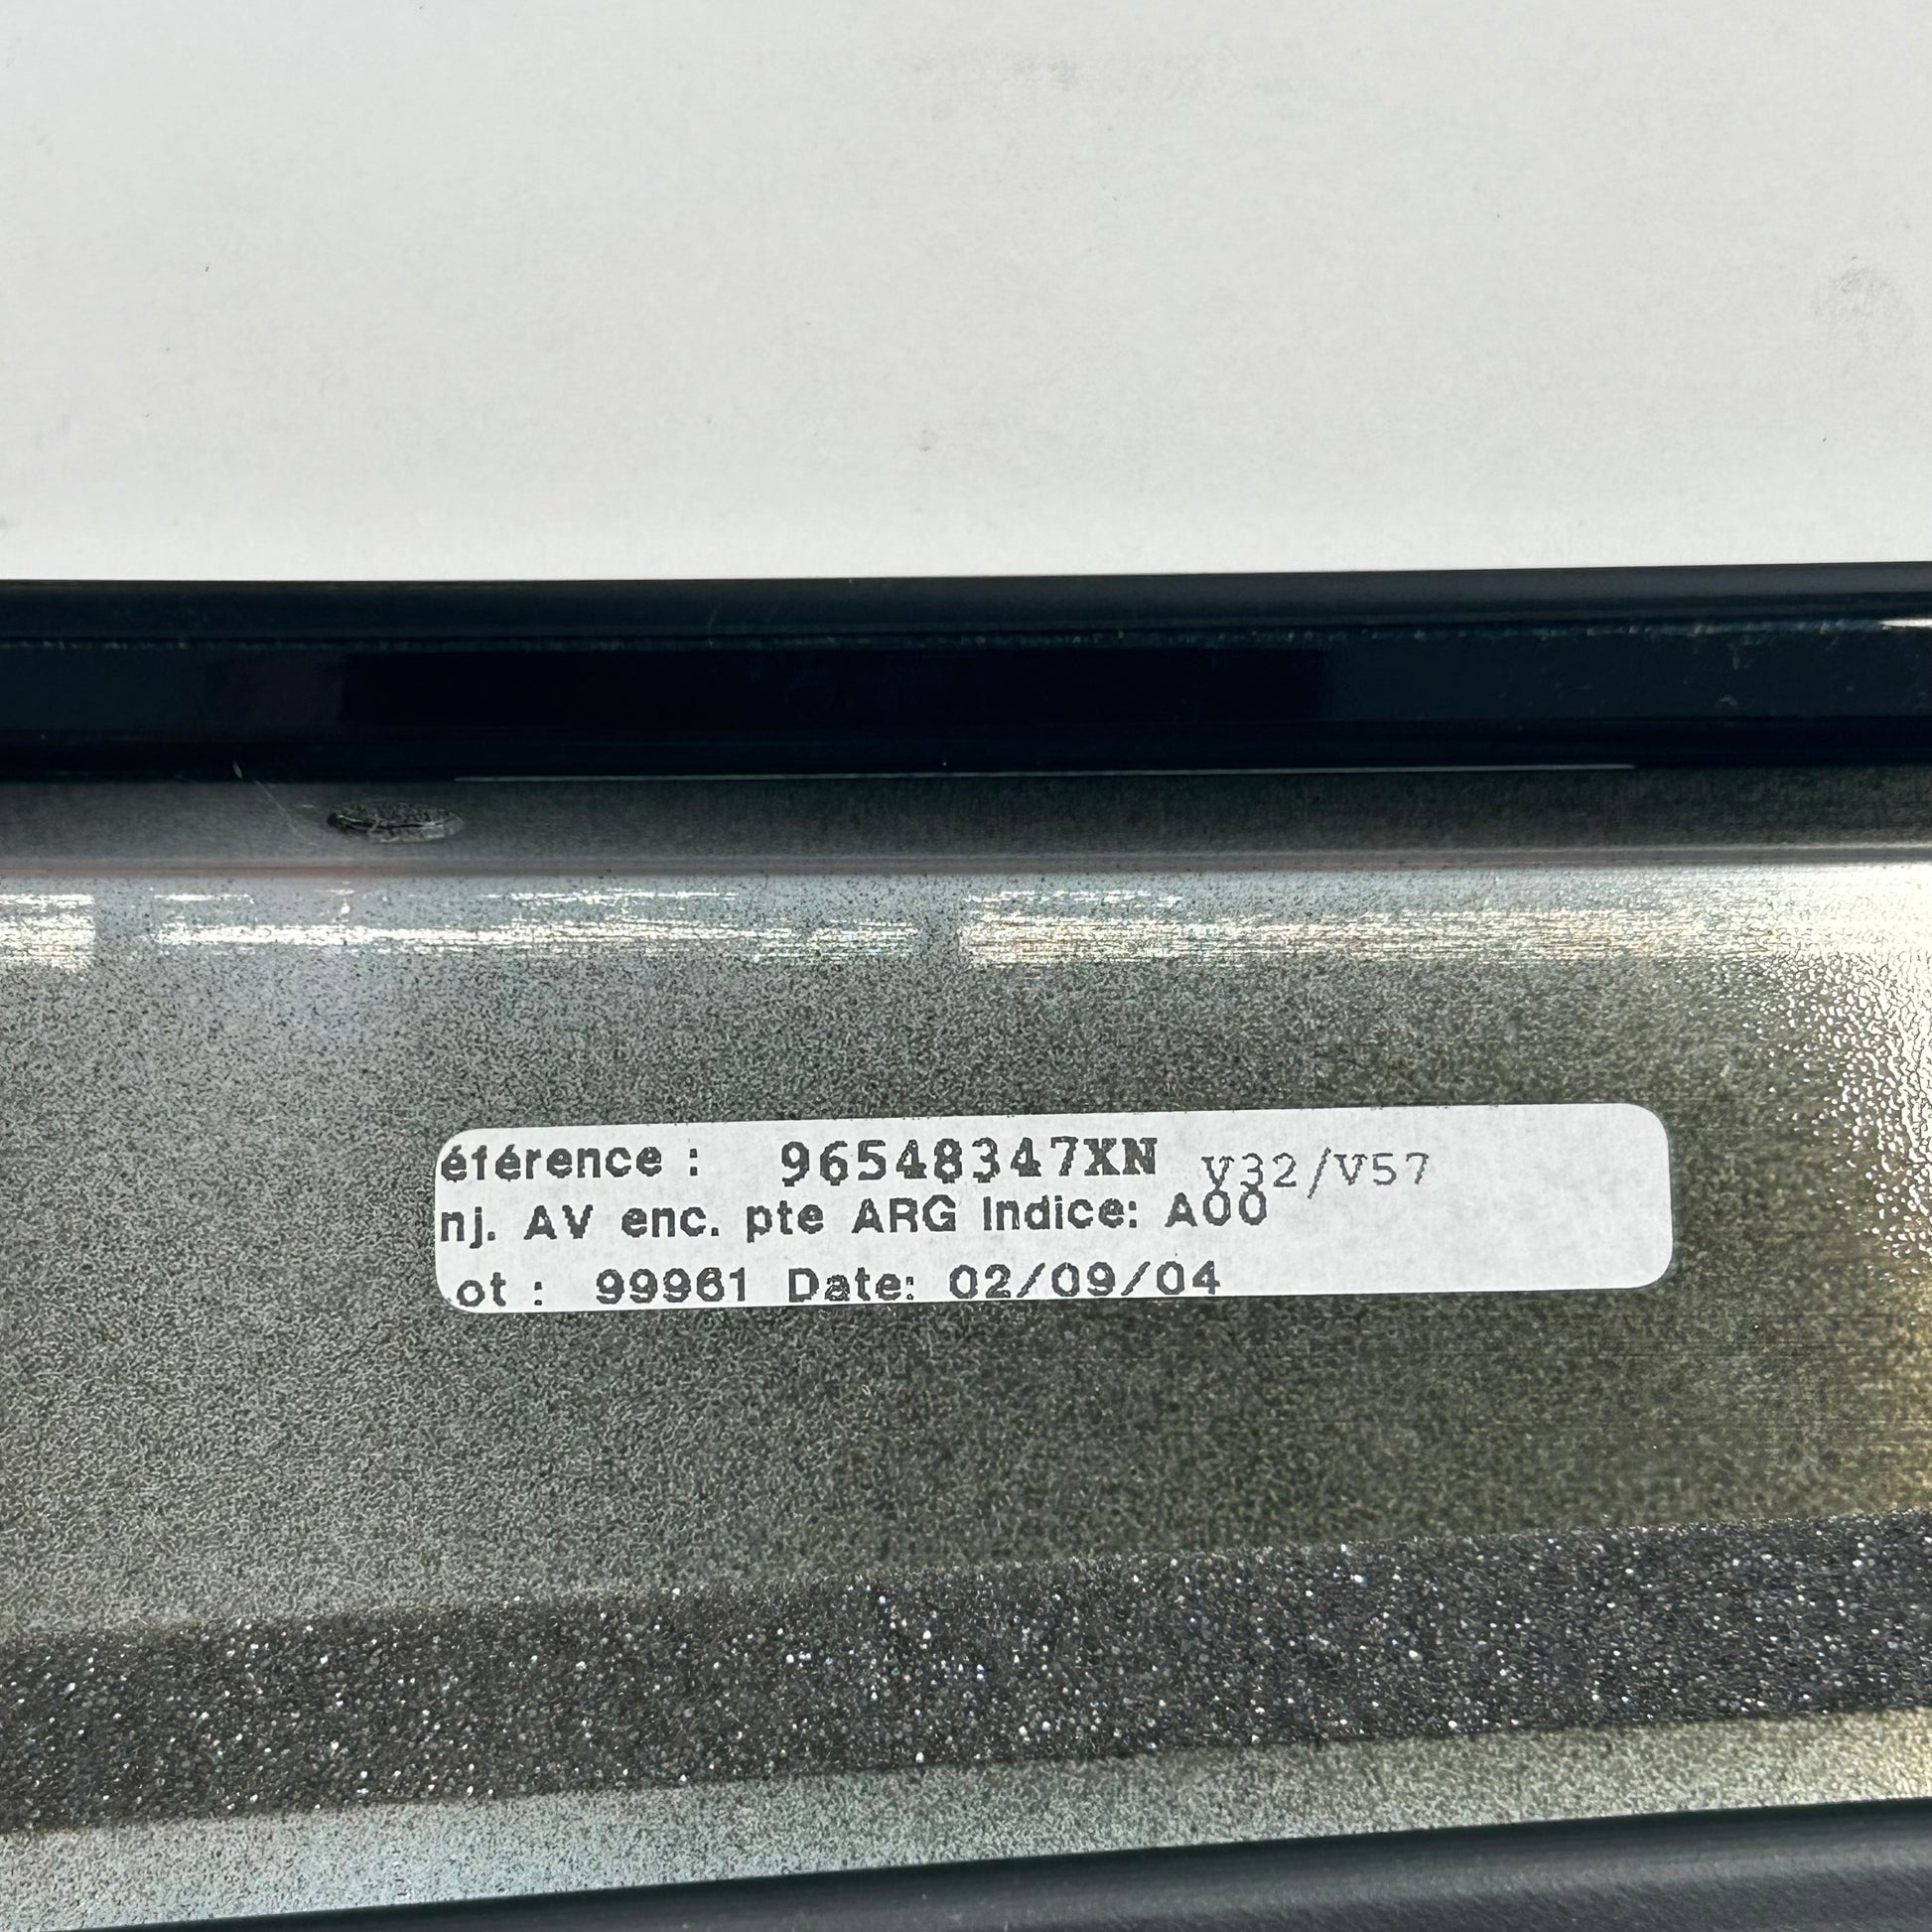 éférence : 96548347XN V32/V57
nj. AV enc. pte ARG Indice: A00
ot : 99961 Date: 02/09/04